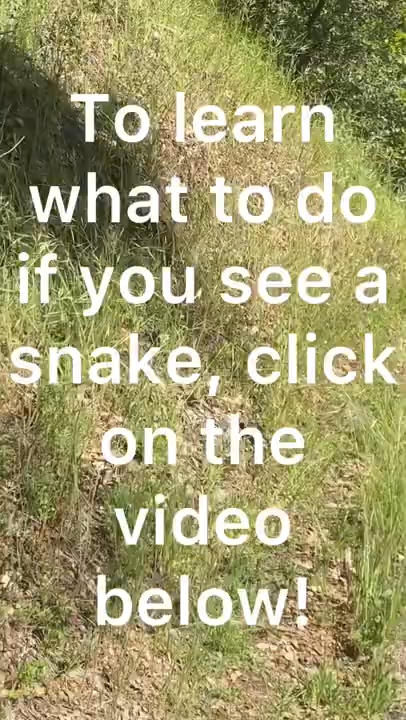 To learn
what to do
if you see a
snake, click
on the
video
below!